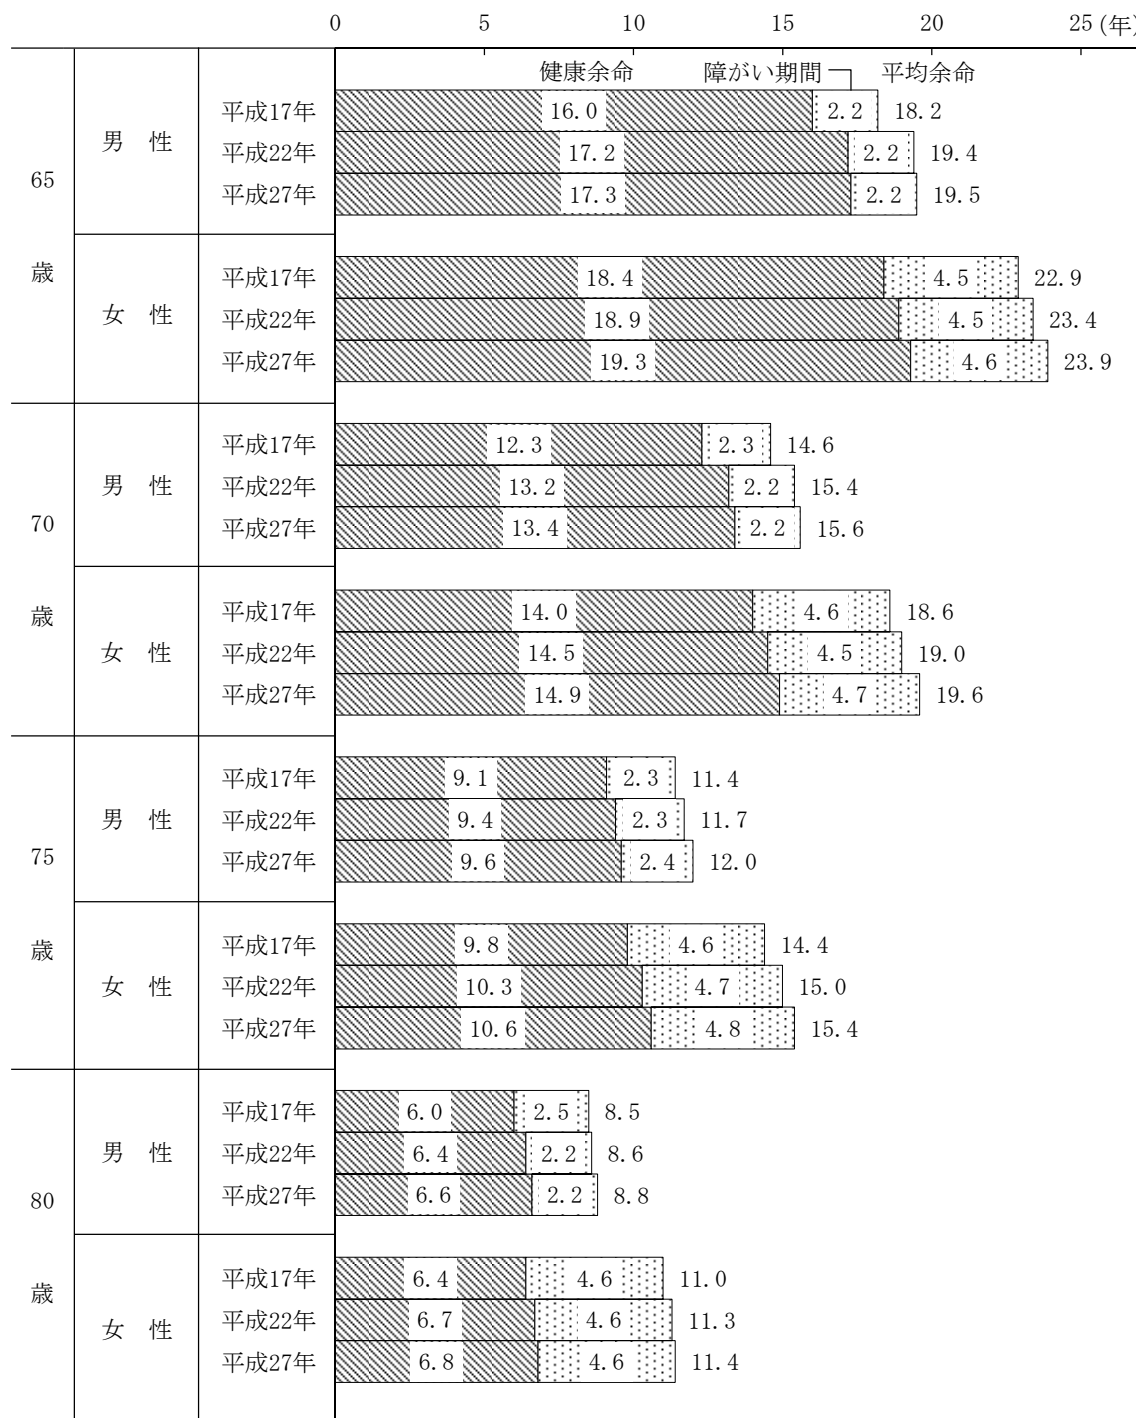 0 5 10 15 20 25 (年)
健康余命 障がい期間 平均余命
65歳
男性
平成17年 16.0 2.2 18.2
平成22年 17.2 2.2 19.4
平成27年 17.3 2.2 19.5
女性
平成17年 18.4 4.5 22.9
平成22年 18.9 4.5 23.4
平成27年 19.3 4.6 23.9
70歳
男性
平成17年 12.3 2.3 14.6
平成22年 13.2 2.2 15.4
平成27年 13.4 2.2 15.6
女性
平成17年 14.0 4.6 18.6
平成22年 14.5 4.5 19.0
平成27年 14.9 4.7 19.6
75歳
男性
平成17年 9.1 2.3 11.4
平成22年 9.4 2.3 11.7
平成27年 9.6 2.4 12.0
女性
平成17年 9.8 4.6 14.4
平成22年 10.3 4.7 15.0
平成27年 10.6 4.8 15.4
80歳
男性
平成17年 6.0 2.5 8.5
平成22年 6.4 2.2 8.6
平成27年 6.6 2.2 8.8
女性
平成17年 6.4 4.6 11.0
平成22年 6.7 4.6 11.3
平成27年 6.8 4.6 11.4